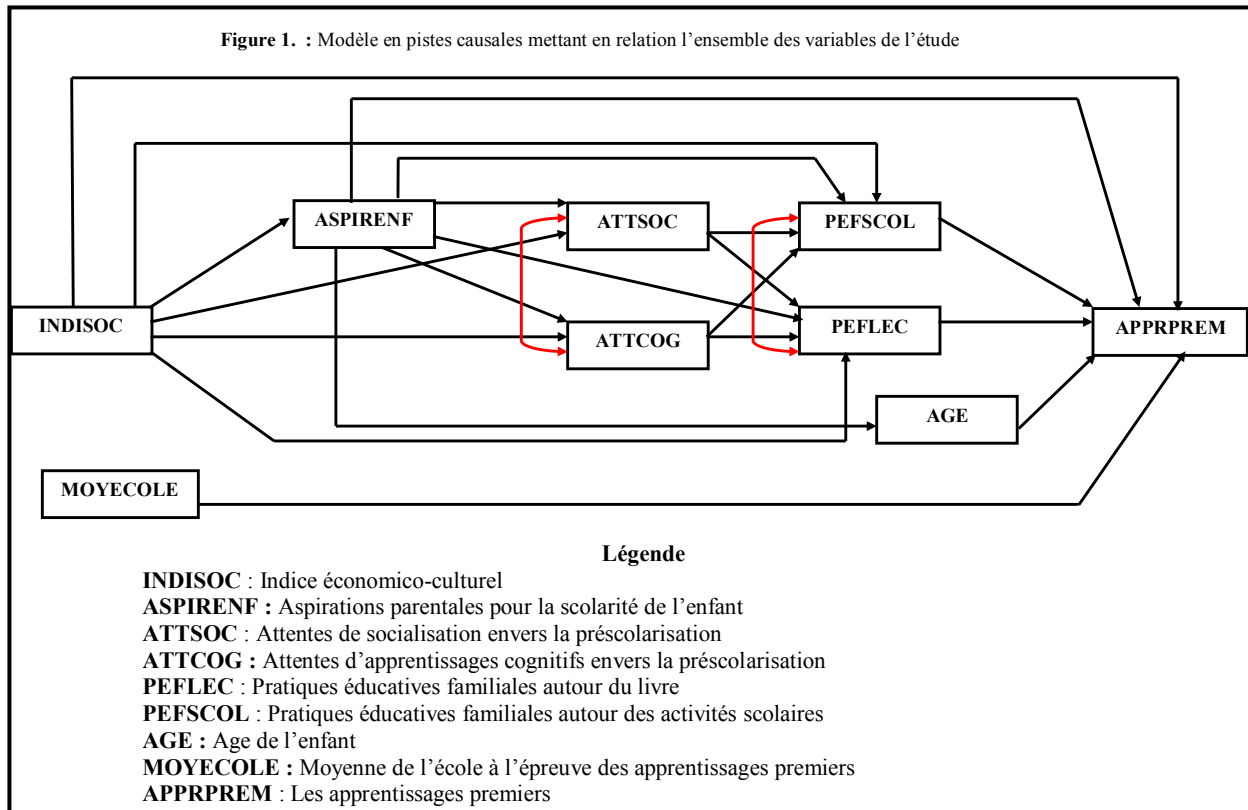 Figure 1. : Modèle en pistes causales mettant en relation l’ensemble des variables de l’étude
ASPIRENF
ATTSOC
PEFSCOL
INDISOC
ATTCOG
PEFLEC
APPRPREM
AGE
MOYECOLE
Légende
INDISOC : Indice économico-culturel
ASPIRENF : Aspirations parentales pour la scolarité de l’enfant
ATTSOC : Attentes de socialisation envers la préscolarisation
ATTCOG : Attentes d’apprentissages cognitifs envers la préscolarisation
PEFLEC : Pratiques éducatives familiales autour du livre
PEFSCOL : Pratiques éducatives familiales autour des activités scolaires
AGE : Age de l’enfant
MOYECOLE : Moyenne de l’école à l’épreuve des apprentissages premiers
APPRPREM : Les apprentissages premiers